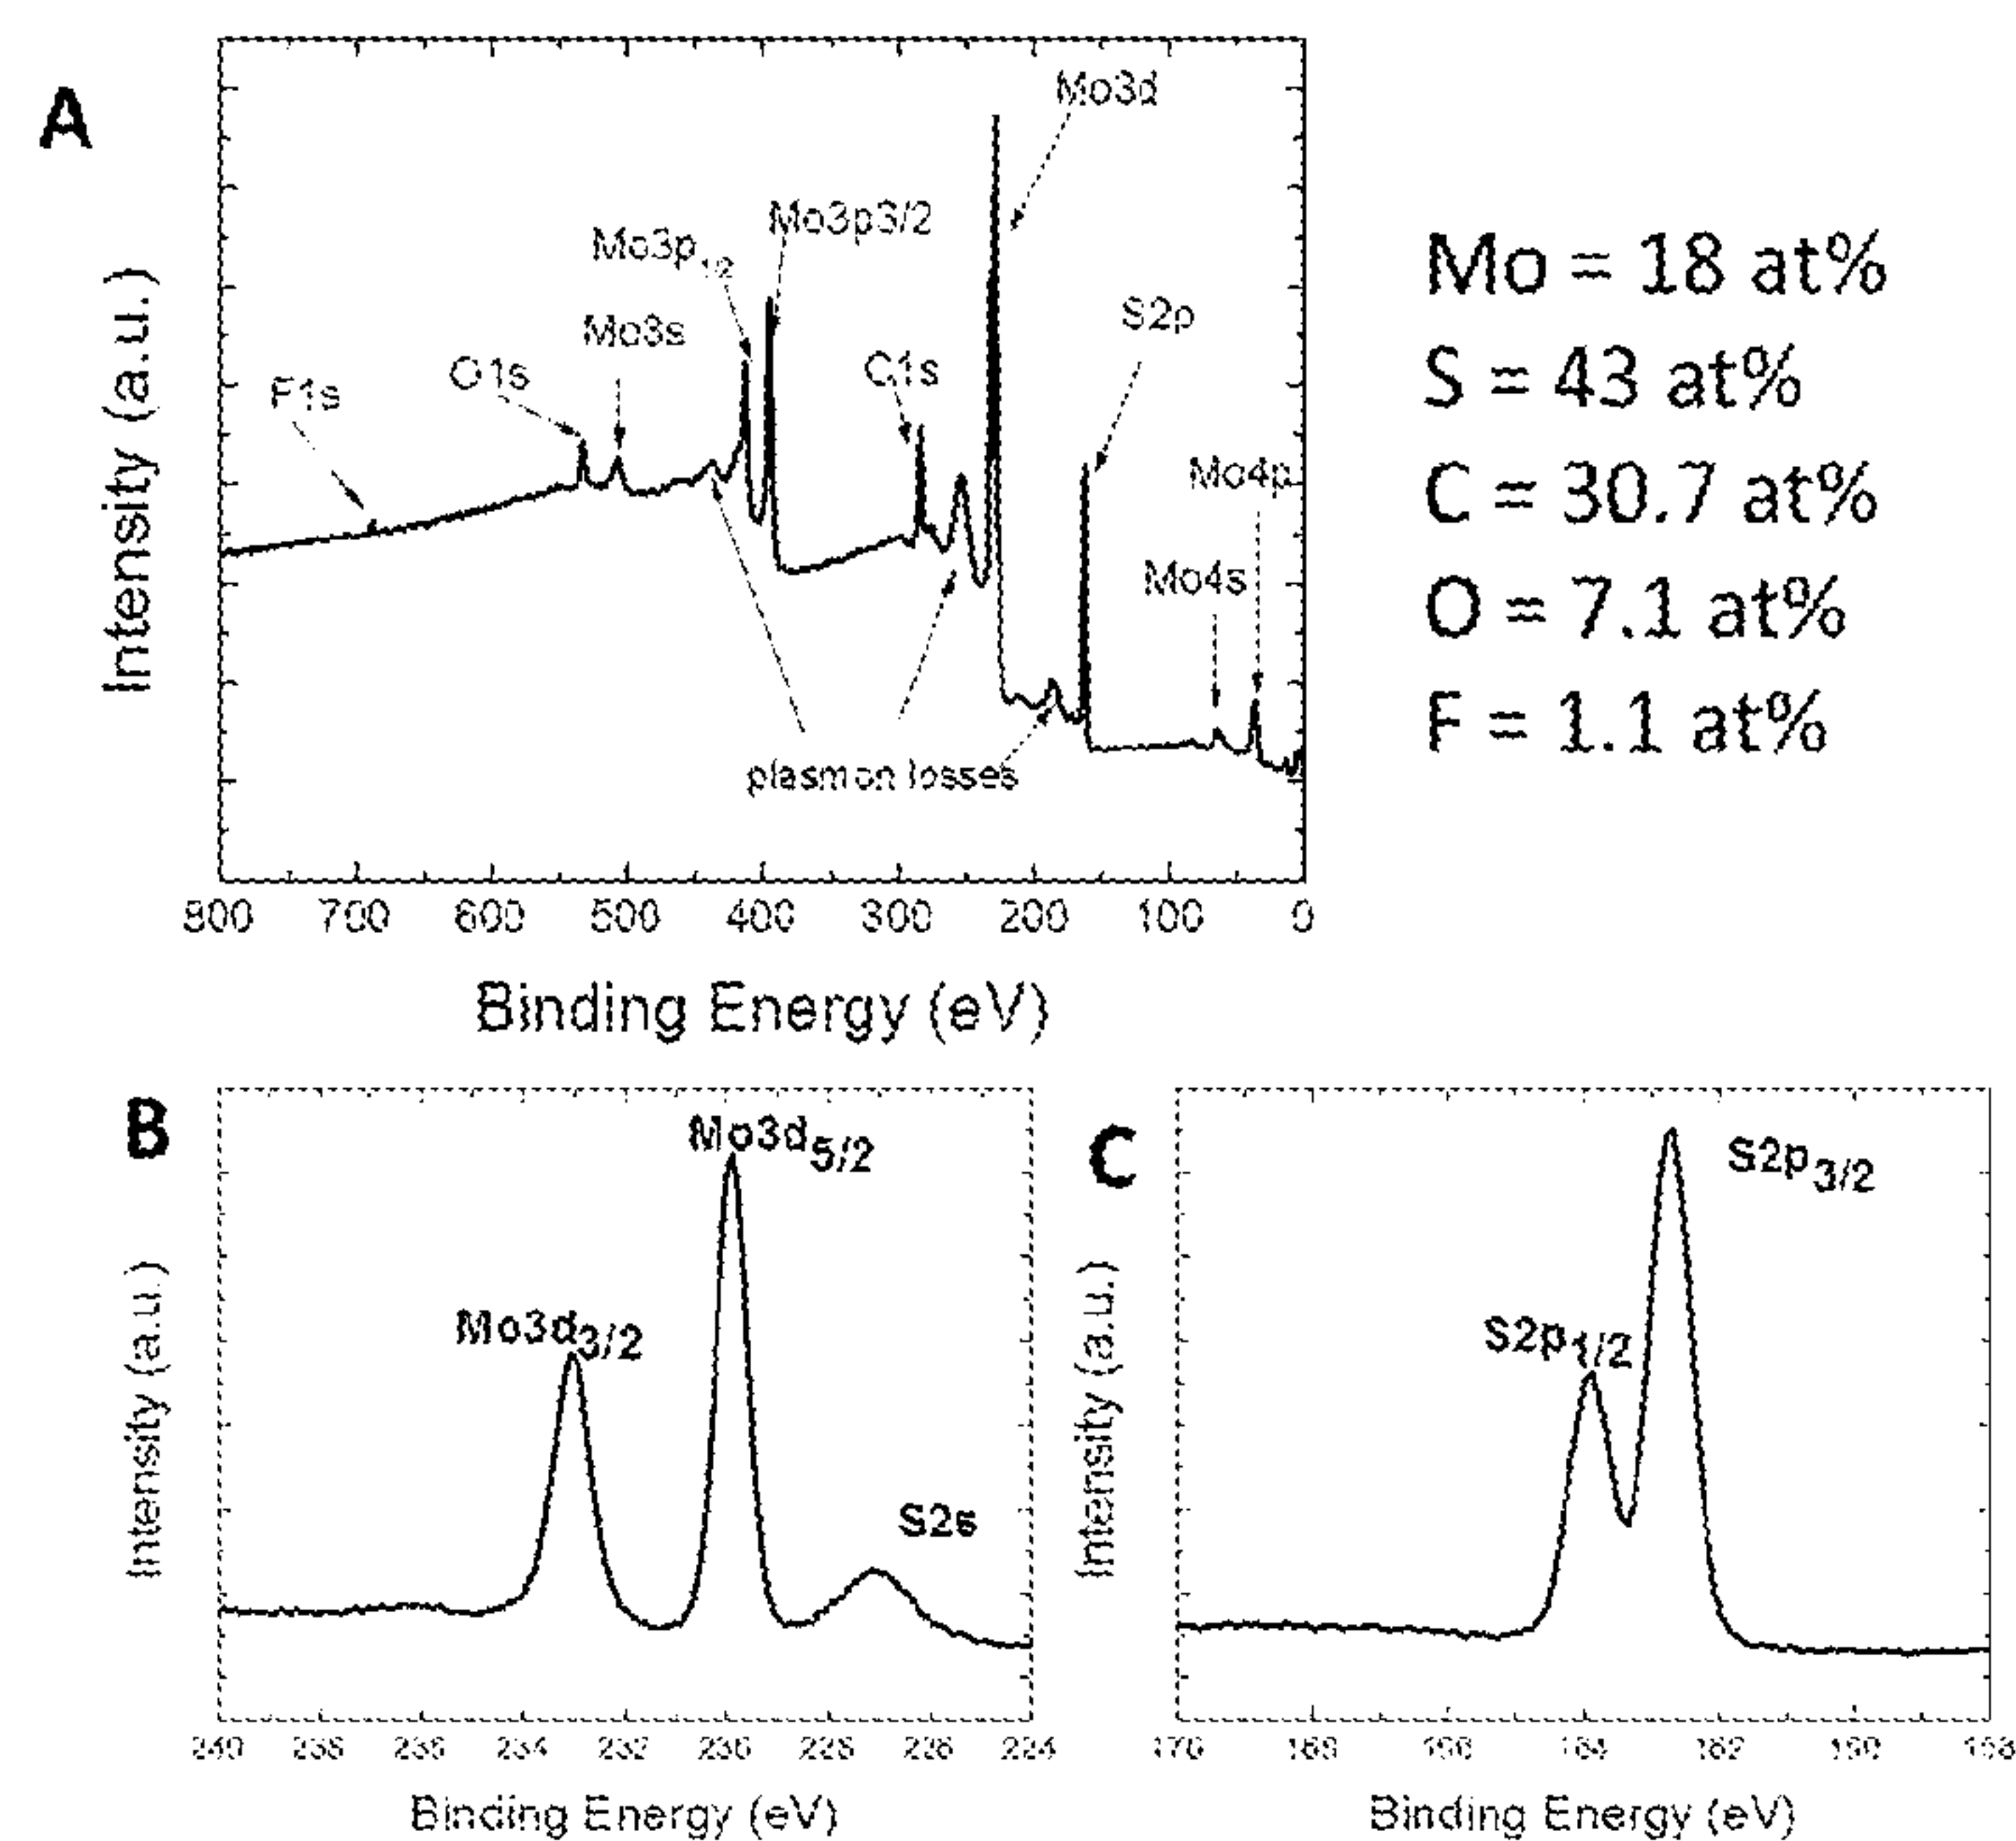 A
Mo3d
Mo3p3/2
Mo3p1/2
Mo3s
O1s
F1s
C1s
S2p
Mo4p
Mo4s
plasmon losses
Intensity (a.u.)
800 700 600 500 400 300 200 100 0
Binding Energy (eV)
Mo = 18 at%
S = 43 at%
C = 30.7 at%
O = 7.1 at%
F = 1.1 at%
B
Mo3d5/2
Mo3d3/2
S2s
Intensity (a.u.)
240 238 236 234 232 230 228 226 224
Binding Energy (eV)
C
S2p3/2
S2p1/2
Intensity (a.u.)
170 168 166 164 162 160 158
Binding Energy (eV)